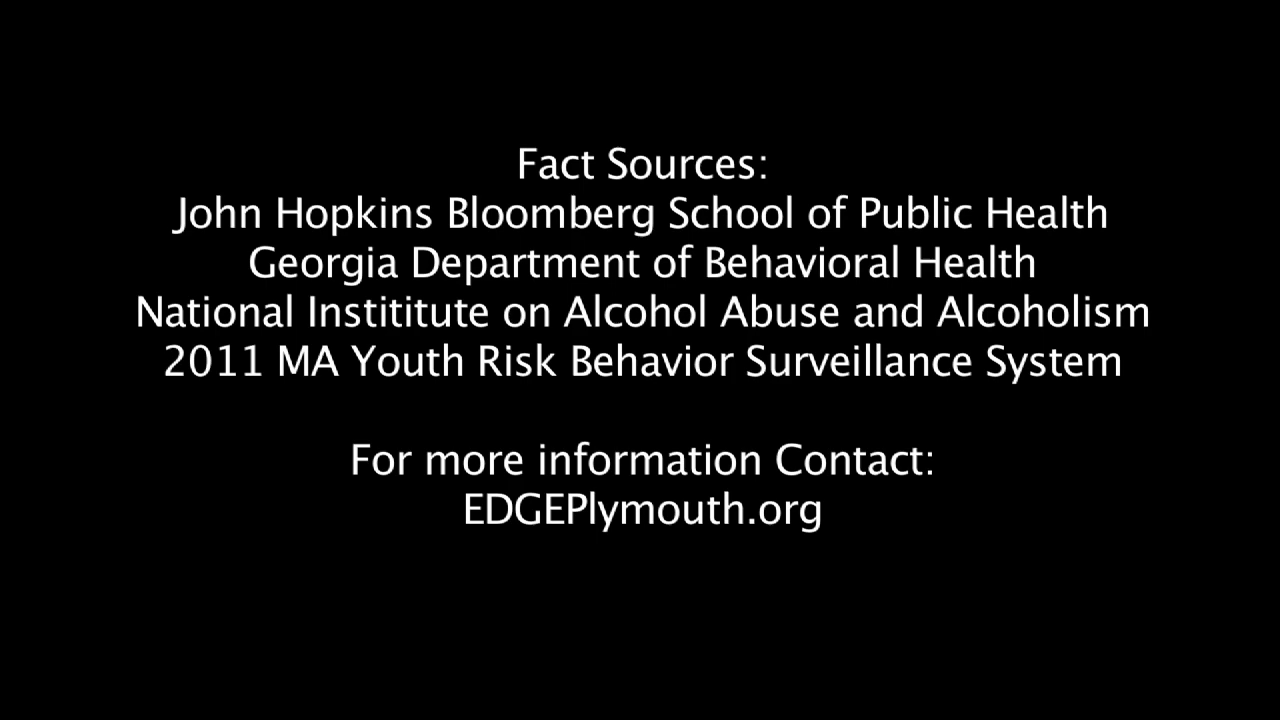 Fact Sources:
John Hopkins Bloomberg School of Public Health
Georgia Department of Behavioral Health
National Instititute on Alcohol Abuse and Alcoholism
2011 MA Youth Risk Behavior Surveillance System
For more information Contact:
EDGEPlymouth.org